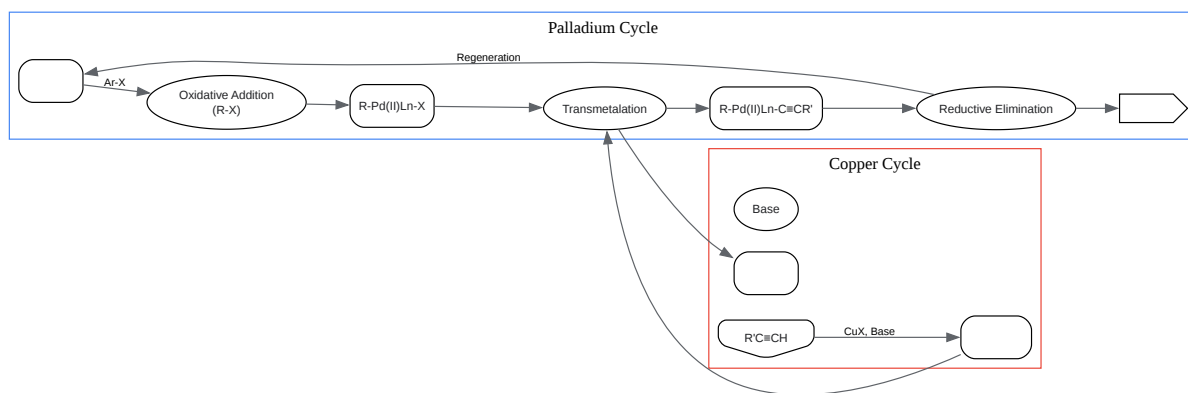 Palladium Cycle
Regeneration
Ar-X
Oxidative Addition
(R-X)
R-Pd(II)Ln-X
Transmetalation
R-Pd(II)Ln-C≡CR'
Reductive Elimination
Copper Cycle
Base
R'C≡CH
CuX, Base